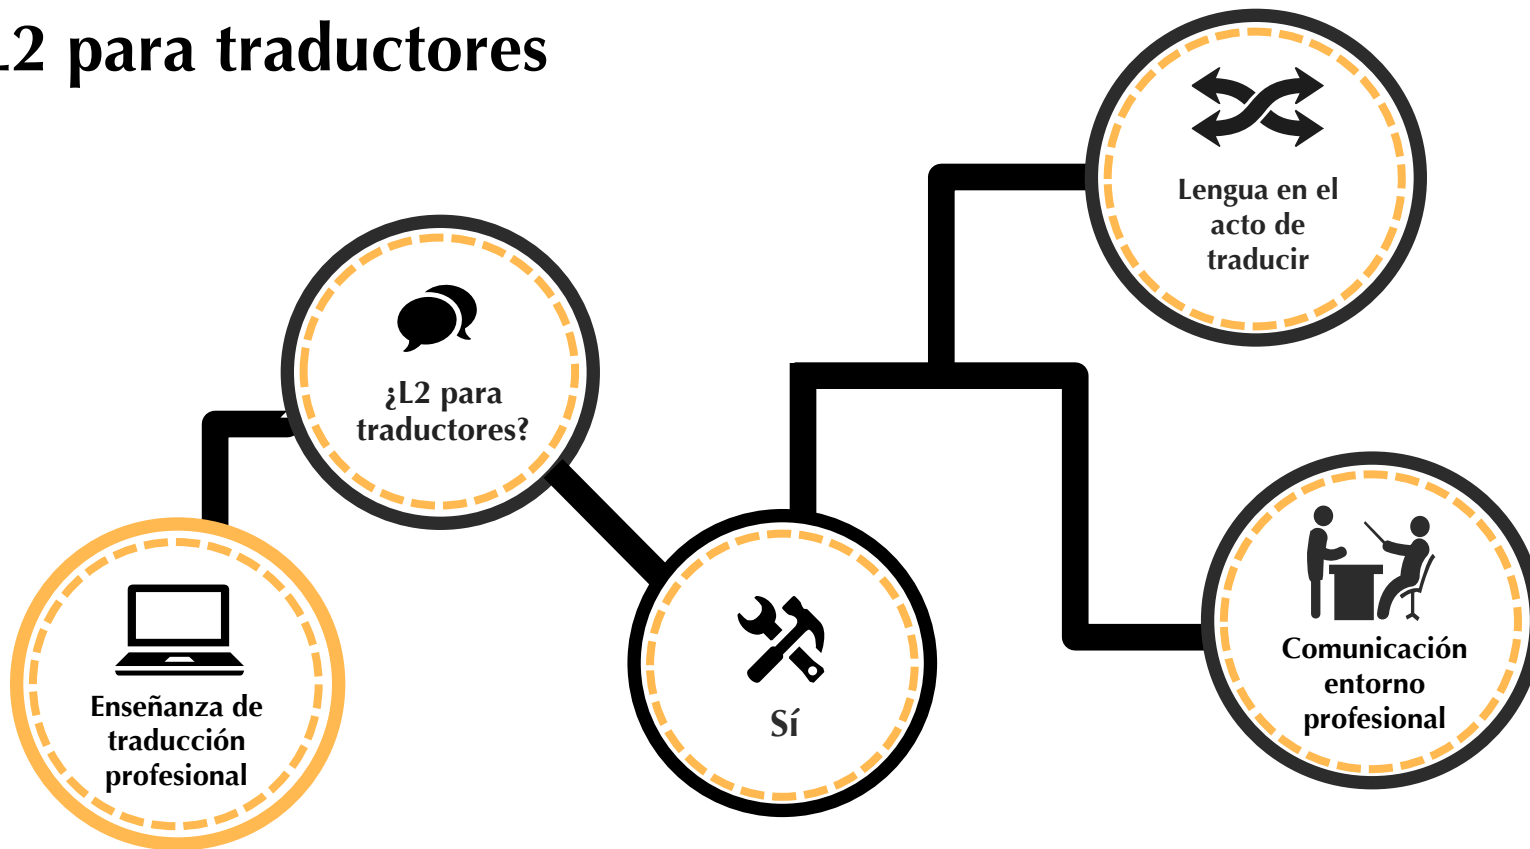 L2 para traductores
Lengua en el
acto de
traducir
¿L2 para
traductores?
Sí
Comunicación
entorno
profesional
Enseñanza de
traducción
profesional